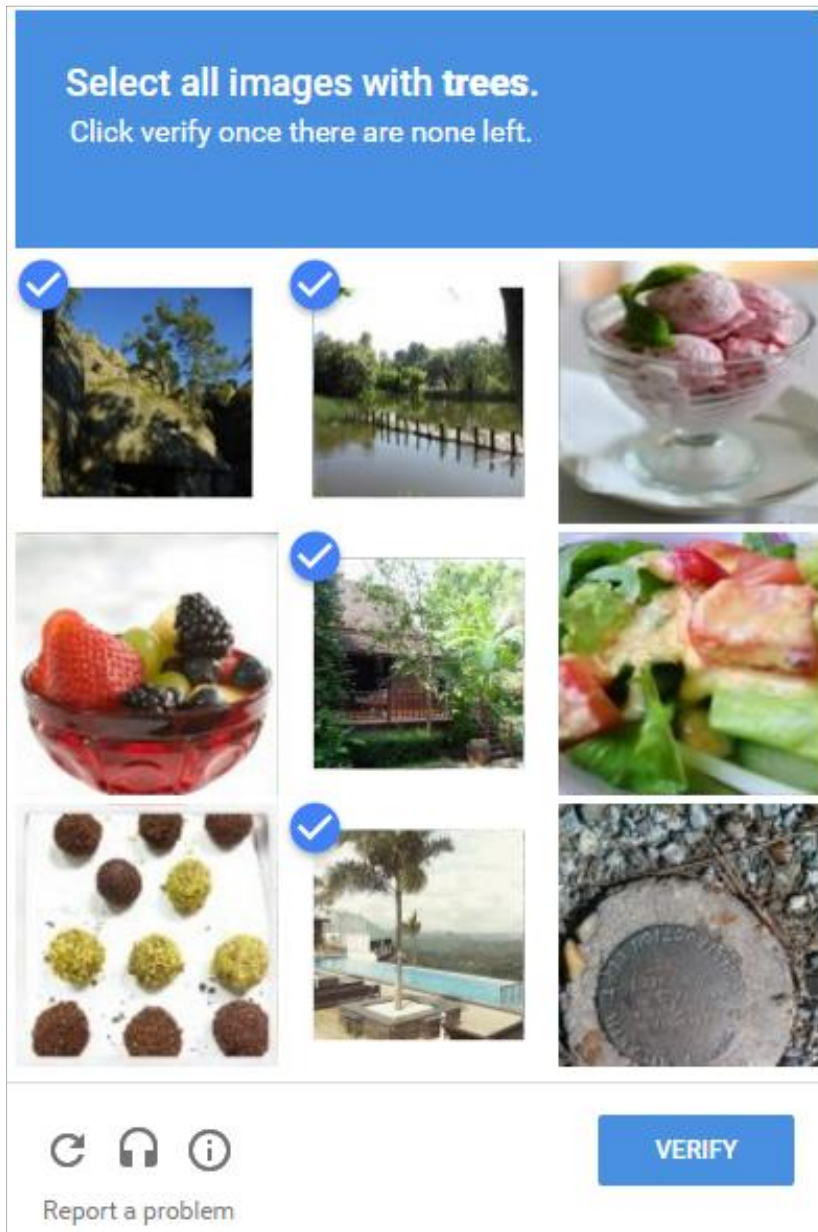 Select all images with trees.
Click verify once there are none left.
VERIFY
Report a problem